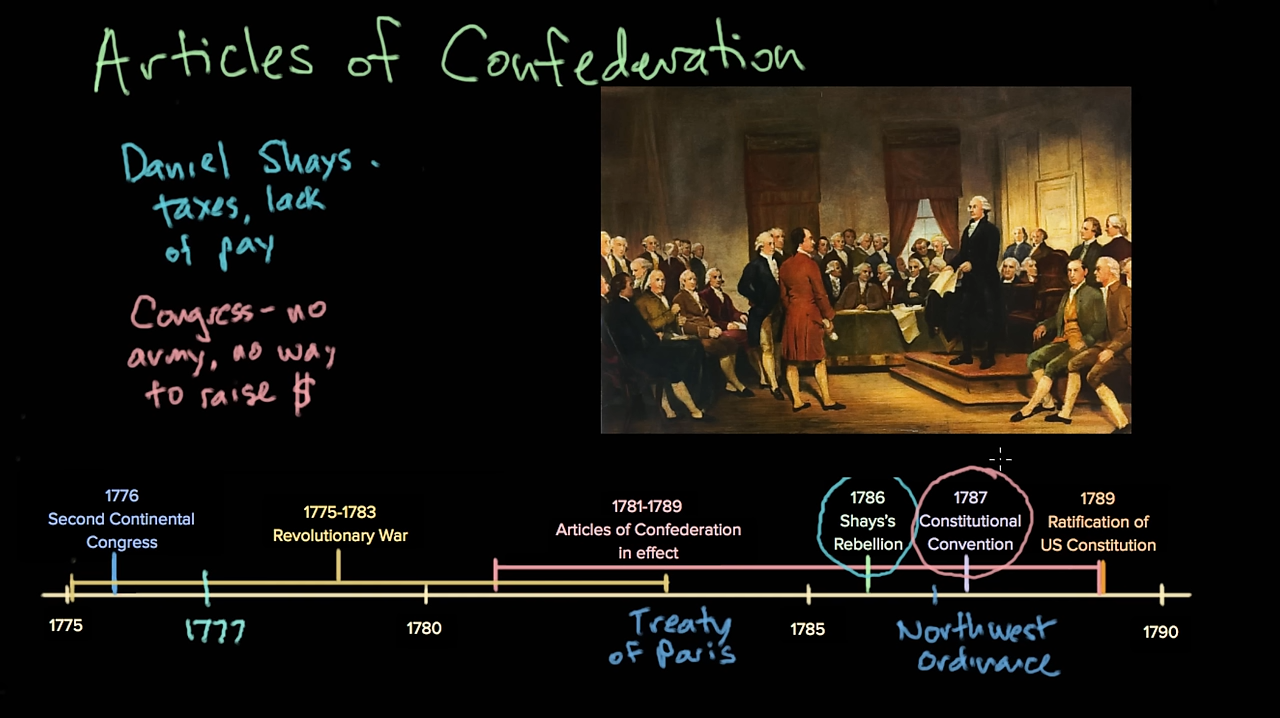 Articles of Confederation
Daniel Shays.
taxes, lack
of pay
Congress - no
army, no way
to raise $
1776
Second Continental
Congress
1775-1783
Revolutionary War
1781-1789
Articles of Confederation
in effect
1786
Shays's
Rebellion
1787
Constitutional
Convention
1789
Ratification of
US Constitution
1775
1777
1780
Treaty
of Paris
1785
Northwest
Ordinance
1790